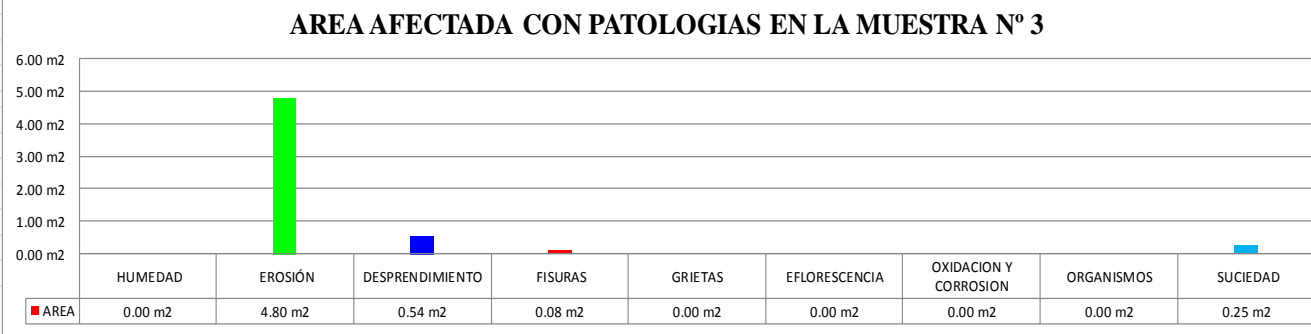 AREA AFECTADA CON PATOLOGIAS EN LA MUESTRA Nº 3
6.00 m2
5.00 m2
4.00 m2
3.00 m2
2.00 m2
1.00 m2
0.00 m2
HUMEDAD EROSIÓN DESPRENDIMIENTO FISURAS GRIETAS EFLORESCENCIA OXIDACION Y CORROSION ORGANISMOS SUCIEDAD
AREA 0.00 m2 4.80 m2 0.54 m2 0.08 m2 0.00 m2 0.00 m2 0.00 m2 0.00 m2 0.25 m2